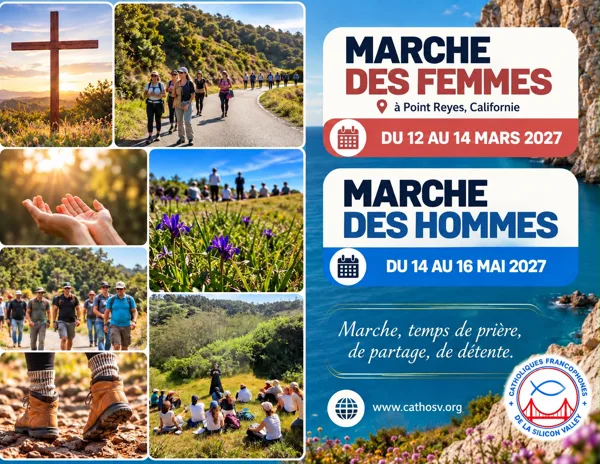 MARCHE
DES FEMMES
à Point Reyes, Californie
DU 12 AU 14 MARS 2027
MARCHE
DES HOMMES
DU 14 AU 16 MAI 2027
Marche, temps de prière,
de partage, de détente.
www.cathosv.org
CATHOLIQUES FRANCOPHONES
DE LA SILICON VALLEY